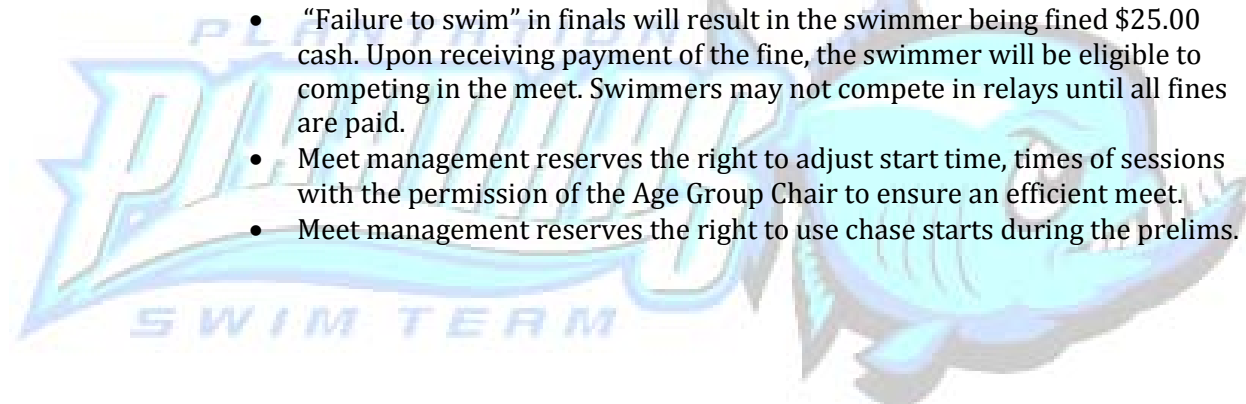 • “Failure to swim” in finals will result in the swimmer being fined $25.00
cash. Upon receiving payment of the fine, the swimmer will be eligible to
competing in the meet. Swimmers may not compete in relays until all fines
are paid.
• Meet management reserves the right to adjust start time, times of sessions
with the permission of the Age Group Chair to ensure an efficient meet.
• Meet management reserves the right to use chase starts during the prelims.
PLANTATION
SWIM TEAM